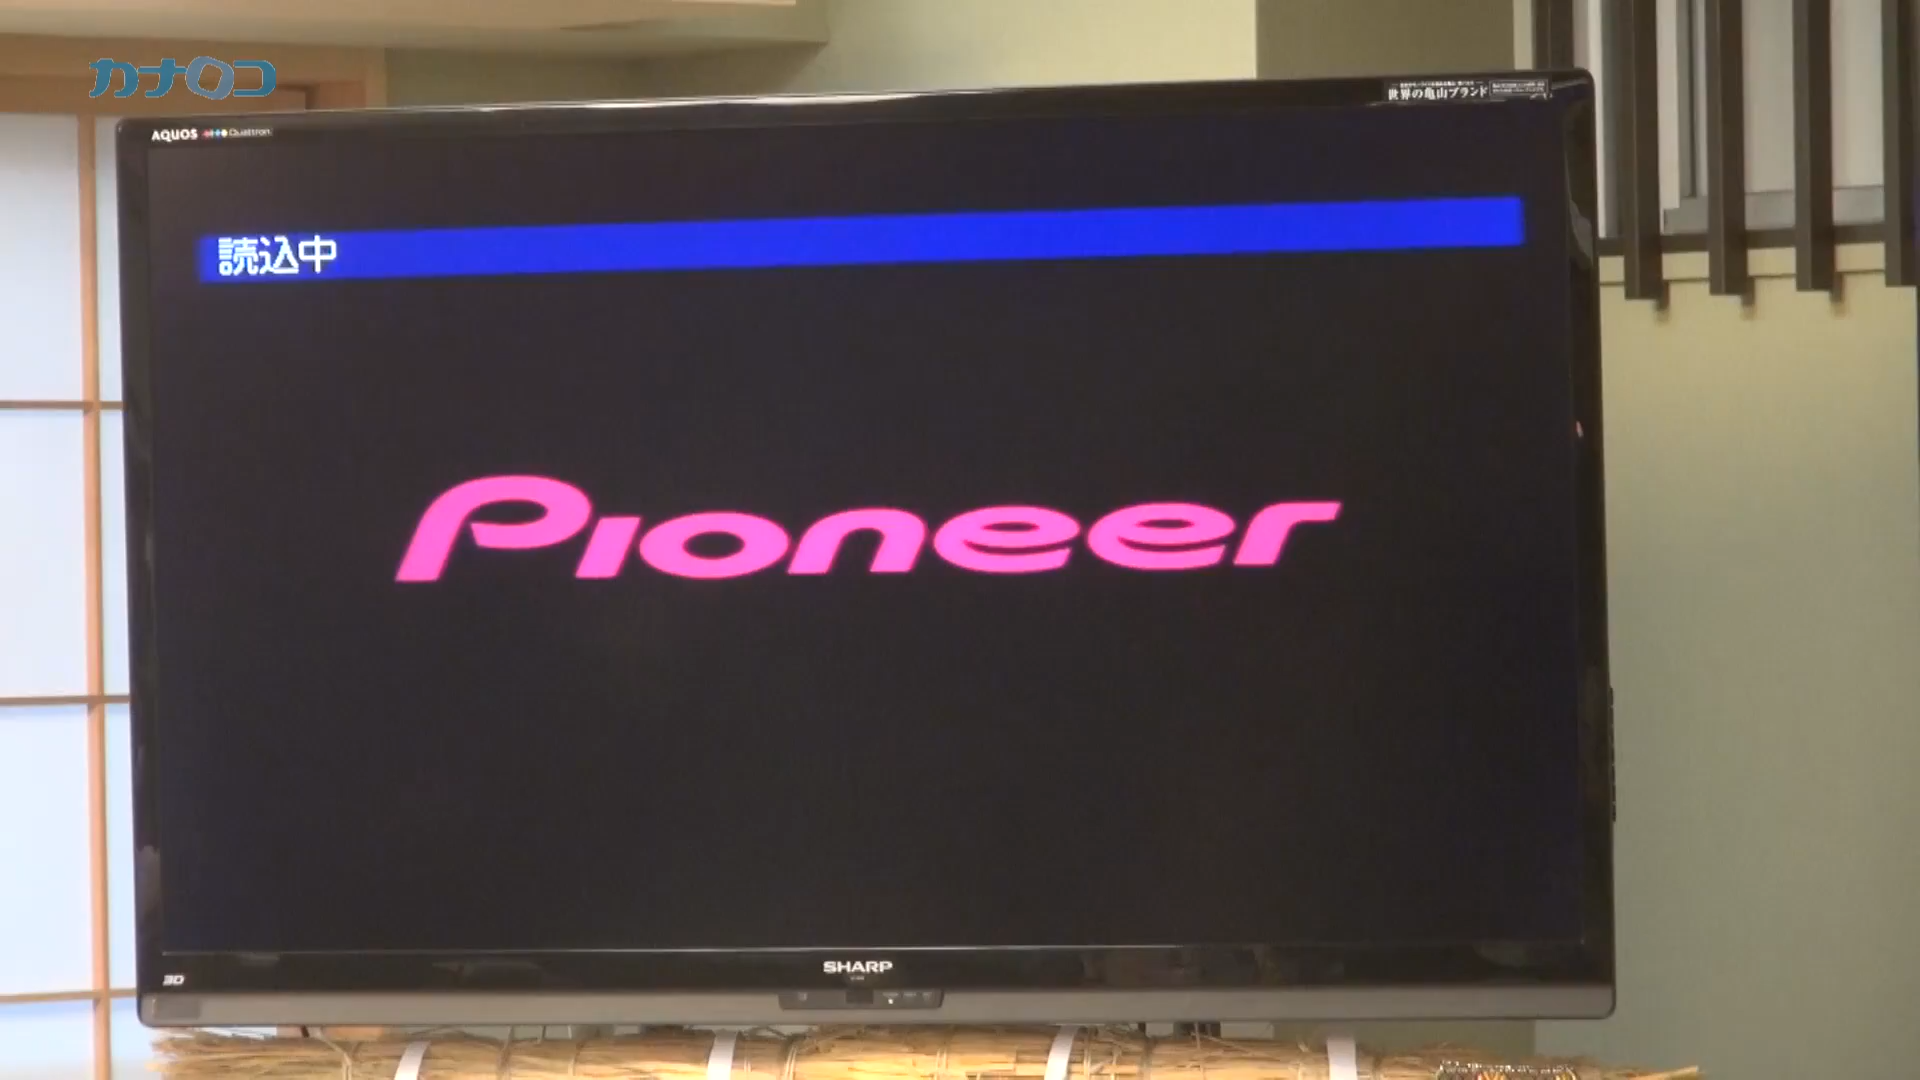 カナロコ
AQUOS Quattron
世界の亀山ブランド
読込中
Pioneer
3D
SHARP